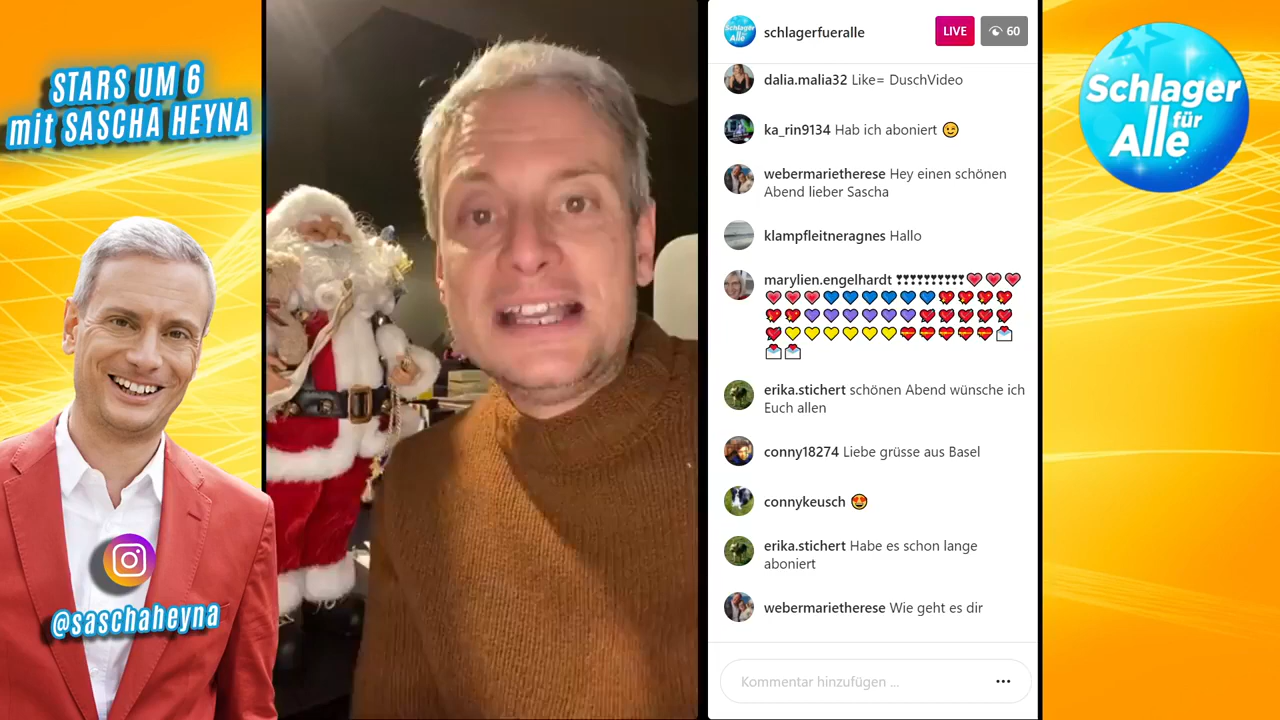 STARS UM 6
mit SASCHA HEYNA
@saschaheyna
schlagerfueralle
LIVE
60
dalia.malia32 Like= DuschVideo
ka_rin9134 Hab ich aboniert 😉
webermarietherese Hey einen schönen
Abend lieber Sascha
klampfleitneragnes Hallo
marylien.engelhardt ❣❣❣❣❣❣❣❣❣❣💗💗💗
💗💗💗💙💙💙💙💙💙💖💖💖💖
💖💖💜💜💜💜💜💜💘💘💘💘💘
💘💛💛💛💛💛💛💝💝💝💝💝💌
💌💌
erika.stichert schönen Abend wünsche ich
Euch allen
conny18274 Liebe grüsse aus Basel
connykeusch 😍
erika.stichert Habe es schon lange
aboniert
webermarietherese Wie geht es dir
Kommentar hinzufügen ...
Schlager
für
Alle